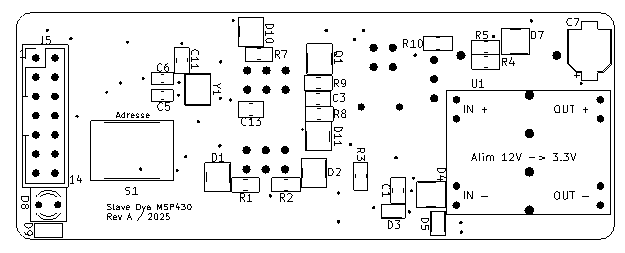 J5
C6
C5
C11
Y1
D10
R7
C13
Q1
R9
C3
R8
D11
R10
R5
R4
D7
C7
+
U1
IN +
OUT +
Alim 12V -> 3.3V
IN -
OUT -
Adresse
S1
14
D8
D9
Slave Dya MSP430
Rev A / 2025
D1
R1
R2
D2
R3
C1
D3
D4
D5